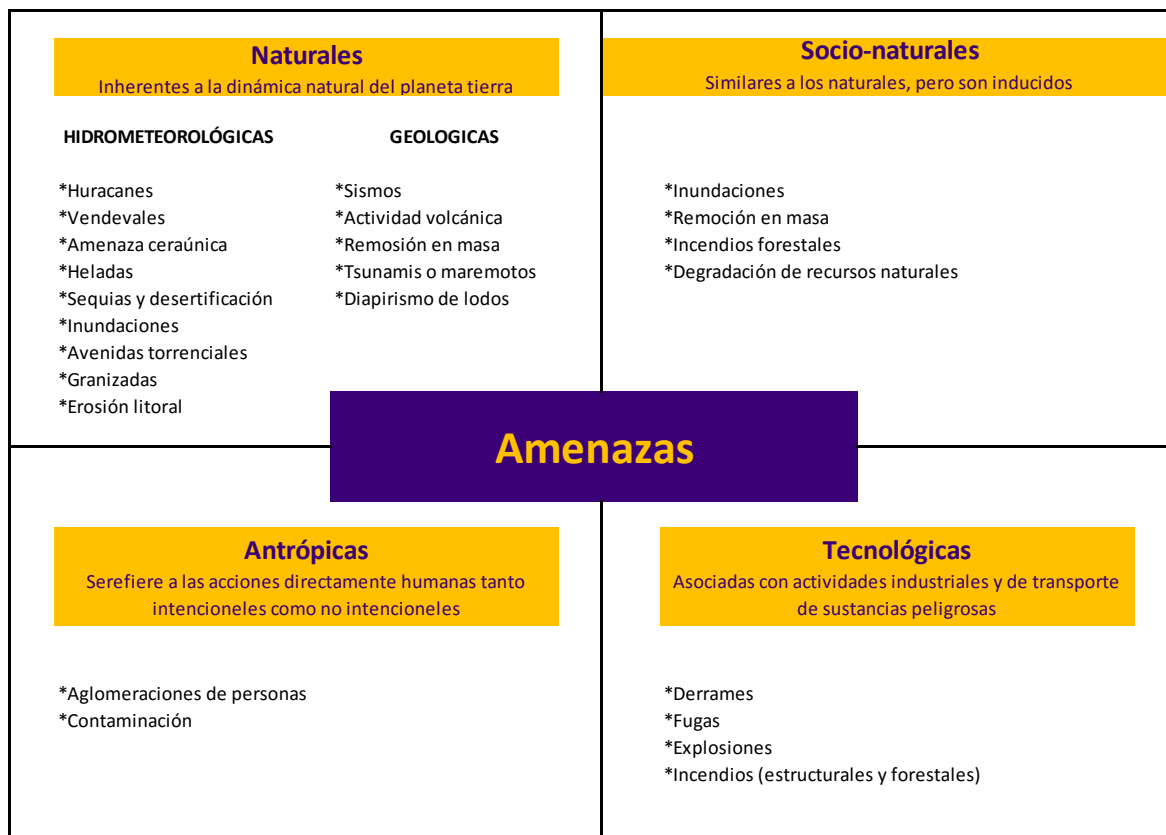 Naturales
Inherentes a la dinámica natural del planeta tierra
HIDROMETEOROLÓGICAS
*Huracanes
*Vendevales
*Amenaza ceraúnica
*Heladas
*Sequias y desertificación
*Inundaciones
*Avenidas torrenciales
*Granizadas
*Erosión litoral
GEOLOGICAS
*Sismos
*Actividad volcánica
*Remosión en masa
*Tsunamis o maremotos
*Diapirismo de lodos
Socio-naturales
Similares a los naturales, pero son inducidos
*Inundaciones
*Remoción en masa
*Incendios forestales
*Degradación de recursos naturales
Amenazas
Antrópicas
Serefiere a las acciones directamente humanas tanto
intencioneles como no intencioneles
*Aglomeraciones de personas
*Contaminación
Tecnológicas
Asociadas con actividades industriales y de transporte
de sustancias peligrosas
*Derrames
*Fugas
*Explosiones
*Incendios (estructurales y forestales)